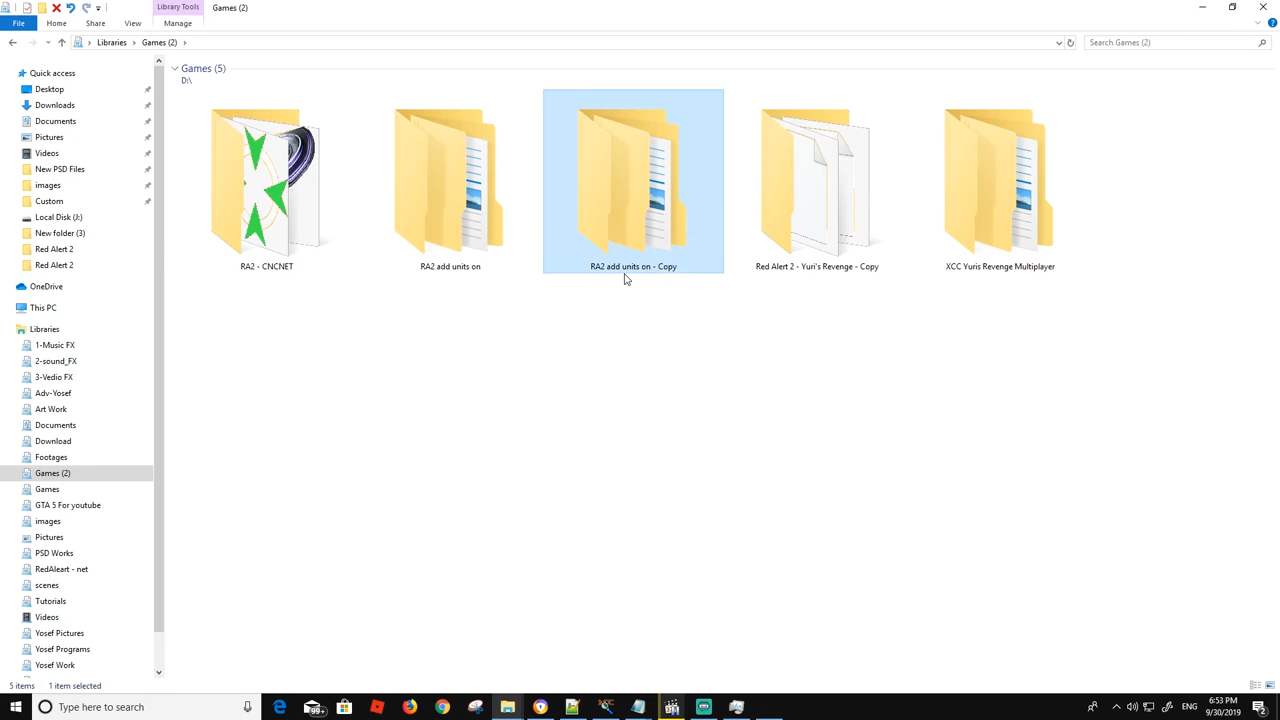 Library Tools
Games (2)
File
Home
Share
View
Manage
Libraries
Games (2)
Search Games (2)
Quick access
Desktop
Downloads
Documents
Pictures
Videos
New PSD Files
images
Custom
Local Disk (J:)
New folder (3)
Red Alert 2
Red Alert 2
OneDrive
This PC
Libraries
1-Music FX
2-sound_FX
3-Vedio FX
Adv-Yosef
Art Work
Documents
Download
Footages
Games (2)
Games
GTA 5 For youtube
images
Pictures
PSD Works
RedAleart - net
scenes
Tutorials
Videos
Yosef Pictures
Yosef Programs
Yosef Work
Games (5)
D:\
RA2 - CNCNET
RA2 add units on
RA2 add units on - Copy
Red Alert 2 - Yuri's Revenge - Copy
XCC Yuris Revenge Multiplayer
5 items
1 item selected
Type here to search
99+
ENG
6:53 PM
9/30/2019